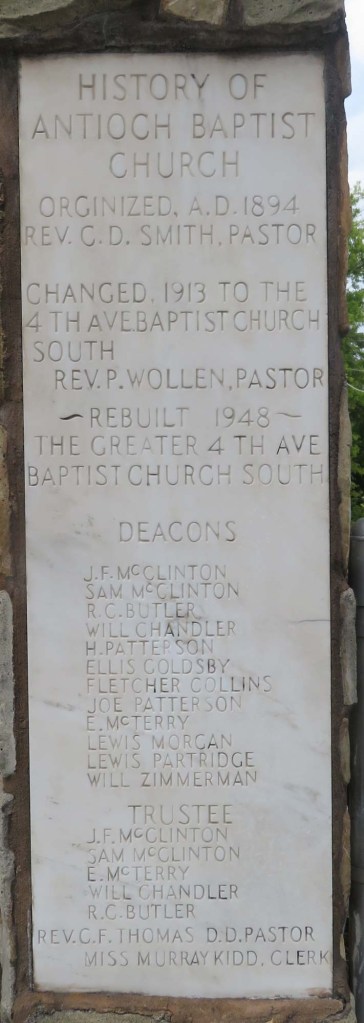 HISTORY OF
ANTIOCH BAPTIST
CHURCH
ORGINIZED, A.D. 1894
REV. C. D. SMITH, PASTOR
CHANGED, 1913 TO THE
4 TH AVE. BAPTIST CHURCH
SOUTH
REV. P. WOLLEN, PASTOR
~REBUILT 1948~
THE GREATER 4 TH AVE
BAPTIST CHURCH SOUTH
DEACONS
J. F. McCLINTON
SAM McCLINTON
R. C. BUTLER
WILL CHANDLER
H. PATTERSON
ELLIS GOLDSBY
FLETCHER COLLINS
JOE PATTERSON
E. McTERRY
LEWIS MORGAN
LEWIS PARTRIDGE
WILL ZIMMERMAN
TRUSTEE
J. F. McCLINTON
SAM McCLINTON
E. McTERRY
WILL CHANDLER
R. C. BUTLER
REV. C. F. THOMAS D. D. PASTOR
MISS MURRAY KIDD, CLERK